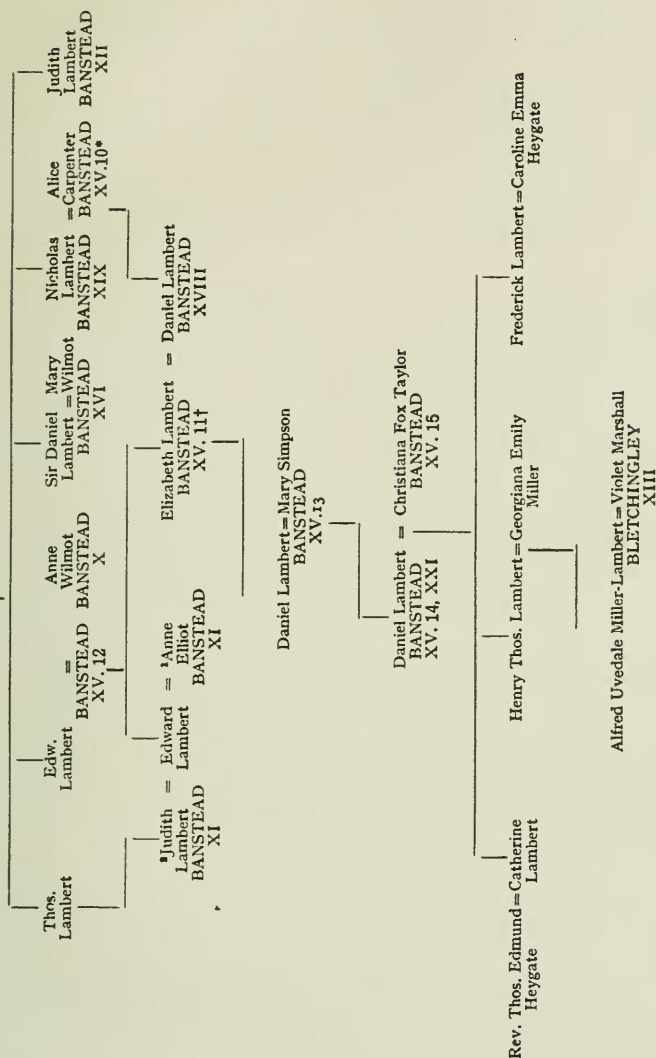 Thos.
Lambert
Edw.
Lambert
=
BANSTEAD
XV. 12
Anne
Wilmot
BANSTEAD
X
Sir Daniel Mary
Lambert = Wilmot
BANSTEAD
XVI
Nicholas
Lambert
BANSTEAD
XIX
Alice
=Carpenter
BANSTEAD
XV.10*
Judith
Lambert
BANSTEAD
XII
²Judith = Edward = ¹Anne
Lambert Lambert Elliot
BANSTEAD BANSTEAD
XI XI
Elizabeth Lambert = Daniel Lambert
BANSTEAD BANSTEAD
XV. 11† XVIII
Daniel Lambert = Mary Simpson
BANSTEAD
XV.13
Daniel Lambert = Christiana Fox Taylor
BANSTEAD BANSTEAD
XV. 14, XXI XV. 15
Rev. Thos. Edmund = Catherine
Heygate Lambert
Henry Thos. Lambert = Georgiana Emily
Miller
Frederick Lambert = Caroline Emma
Heygate
Alfred Uvedale Miller-Lambert = Violet Marshall
BLETCHINGLEY
XIII